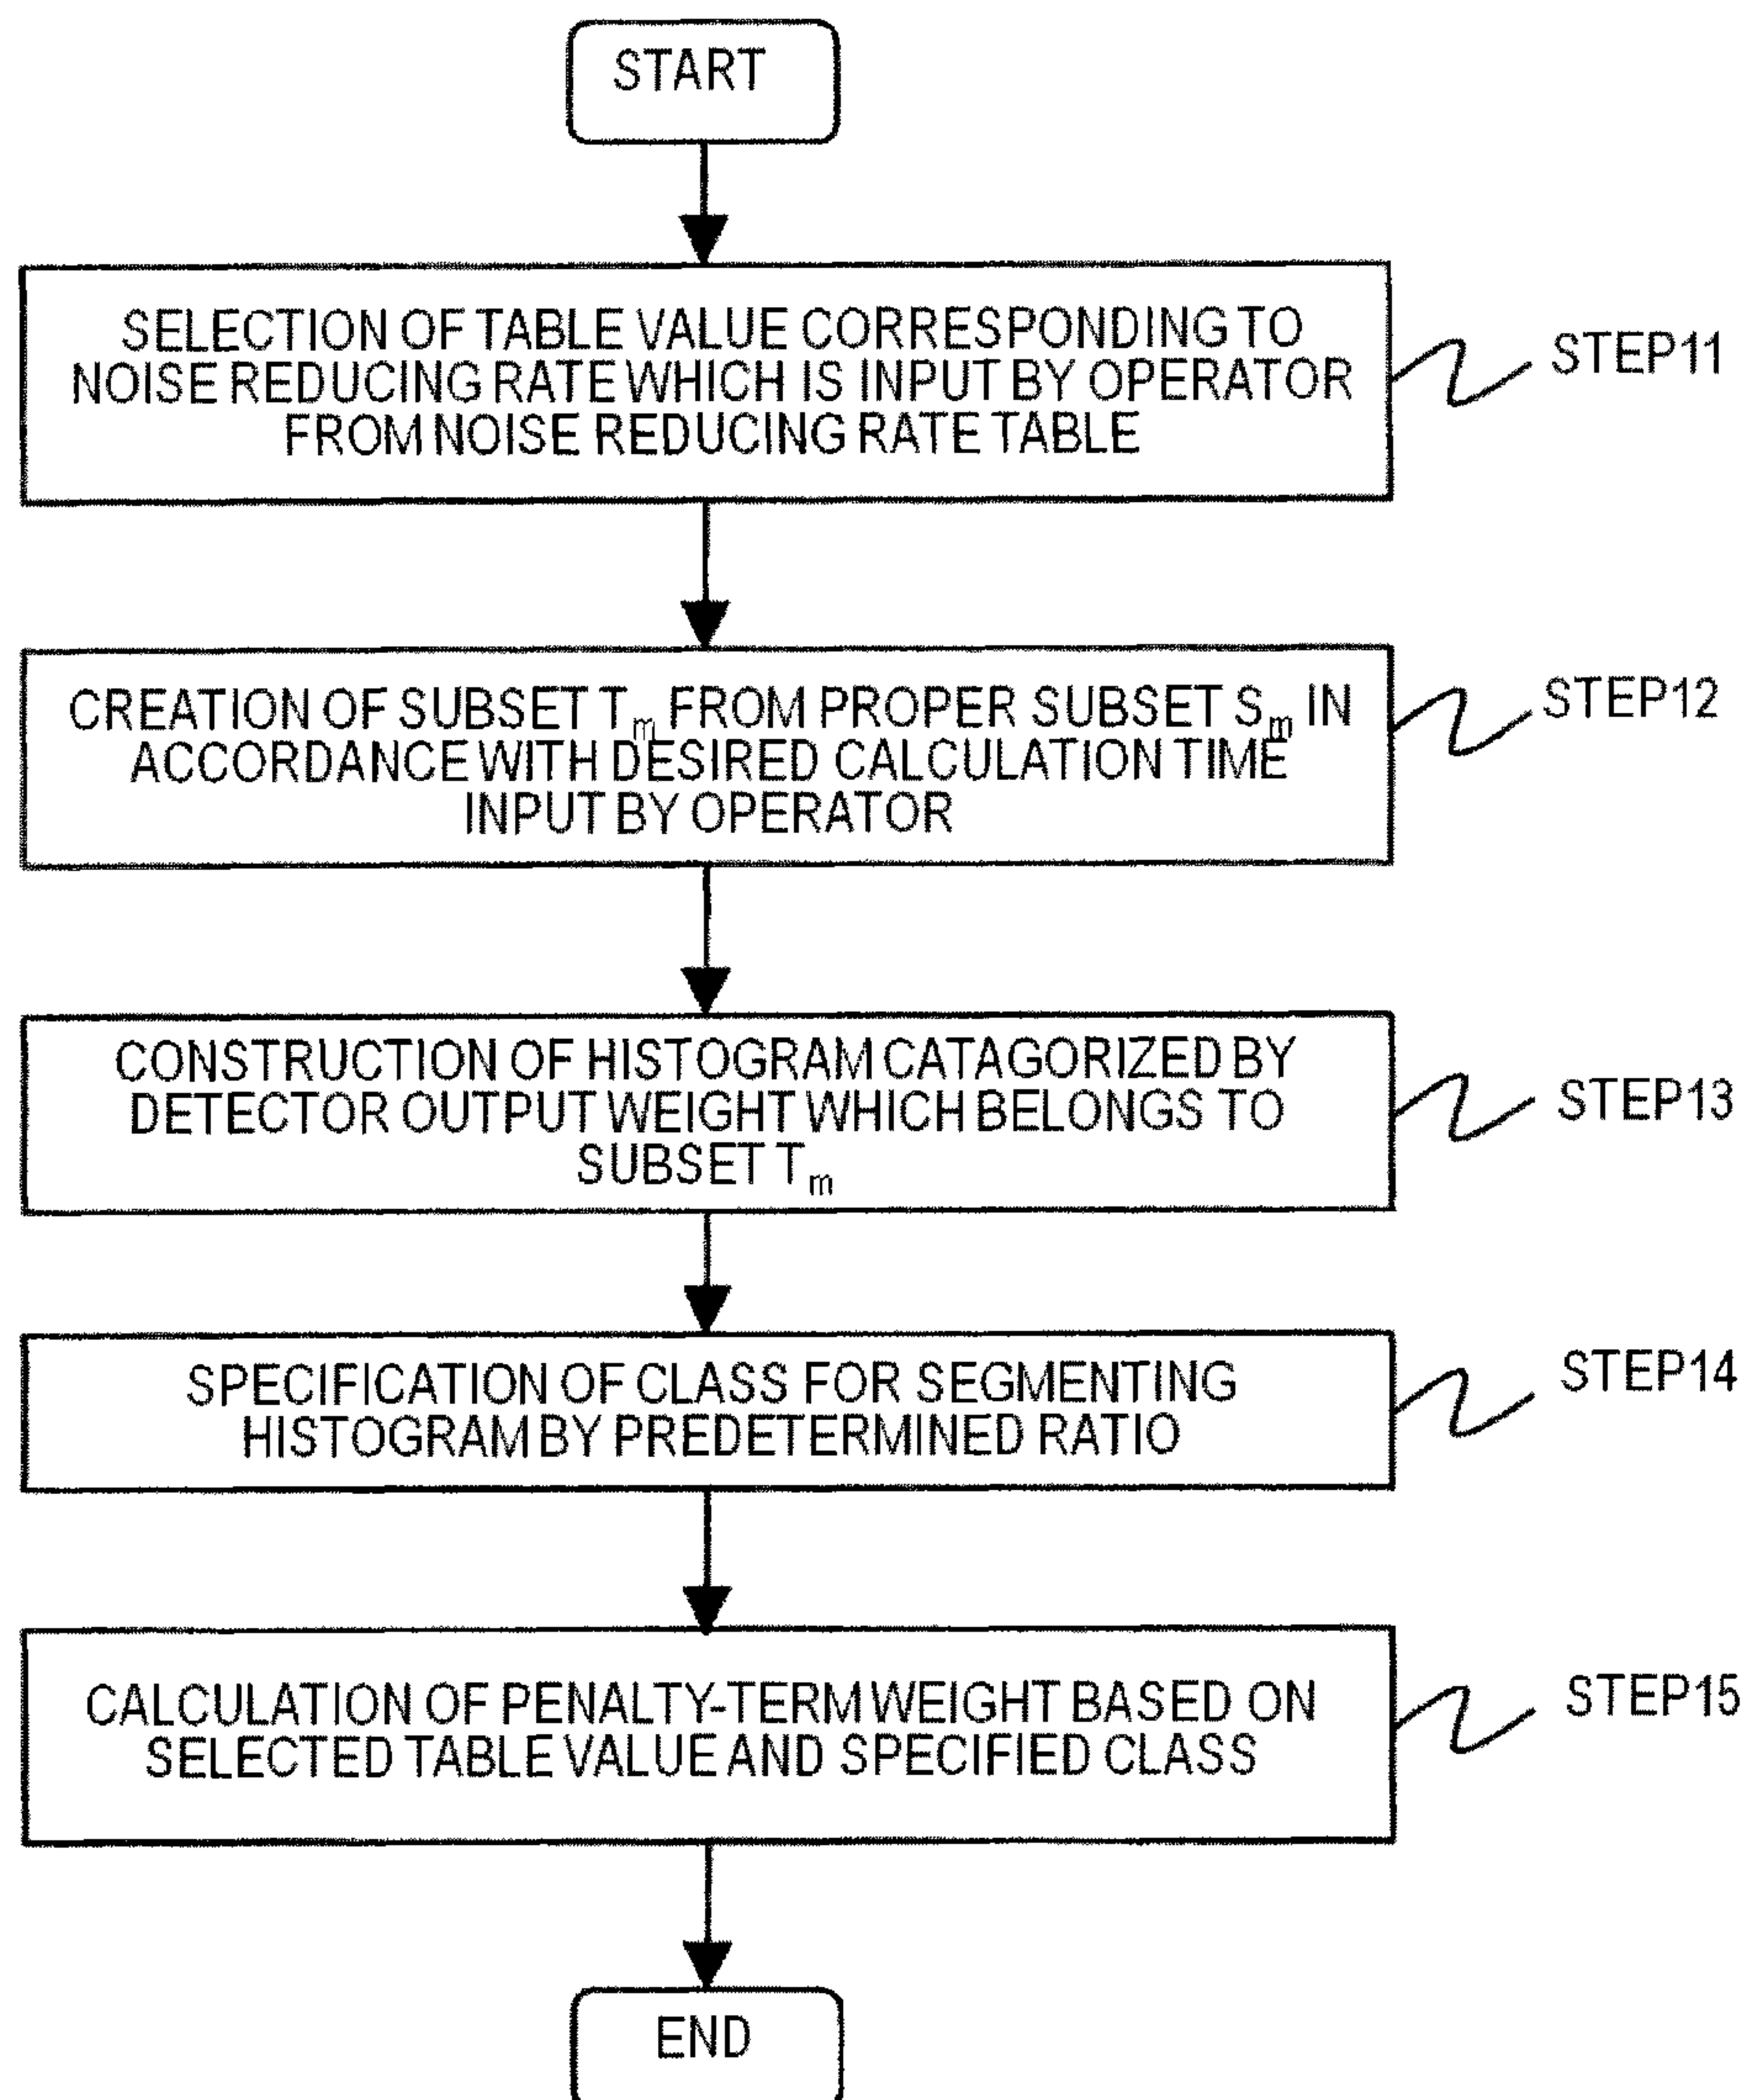 START
SELECTION OF TABLE VALUE CORRESPONDING TO
NOISE REDUCING RATE WHICH IS INPUT BY OPERATOR
FROM NOISE REDUCING RATE TABLE
STEP11
CREATION OF SUBSET Tm FROM PROPER SUBSET Sm IN
ACCORDANCE WITH DESIRED CALCULATION TIME
INPUT BY OPERATOR
STEP12
CONSTRUCTION OF HISTOGRAM CATAGORIZED BY
DETECTOR OUTPUT WEIGHT WHICH BELONGS TO
SUBSET Tm
STEP13
SPECIFICATION OF CLASS FOR SEGMENTING
HISTOGRAM BY PREDETERMINED RATIO
STEP14
CALCULATION OF PENALTY-TERM WEIGHT BASED ON
SELECTED TABLE VALUE AND SPECIFIED CLASS
STEP15
END